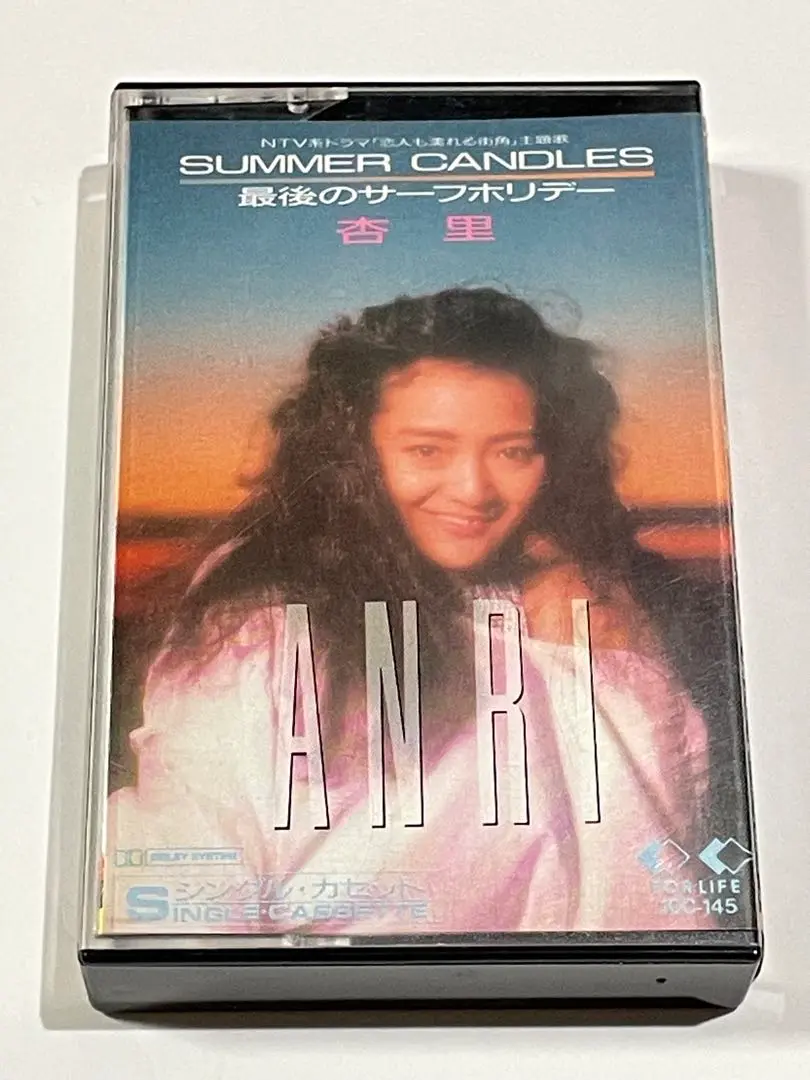 NTV系ドラマ「恋人も濡れる街角」主題歌
SUMMER CANDLES
最後のサーフホリデー
杏里
ANRI
DOLBY SYSTEM
シングル・カセット
SINGLE・CASSETTE
FOR LIFE
10C-145